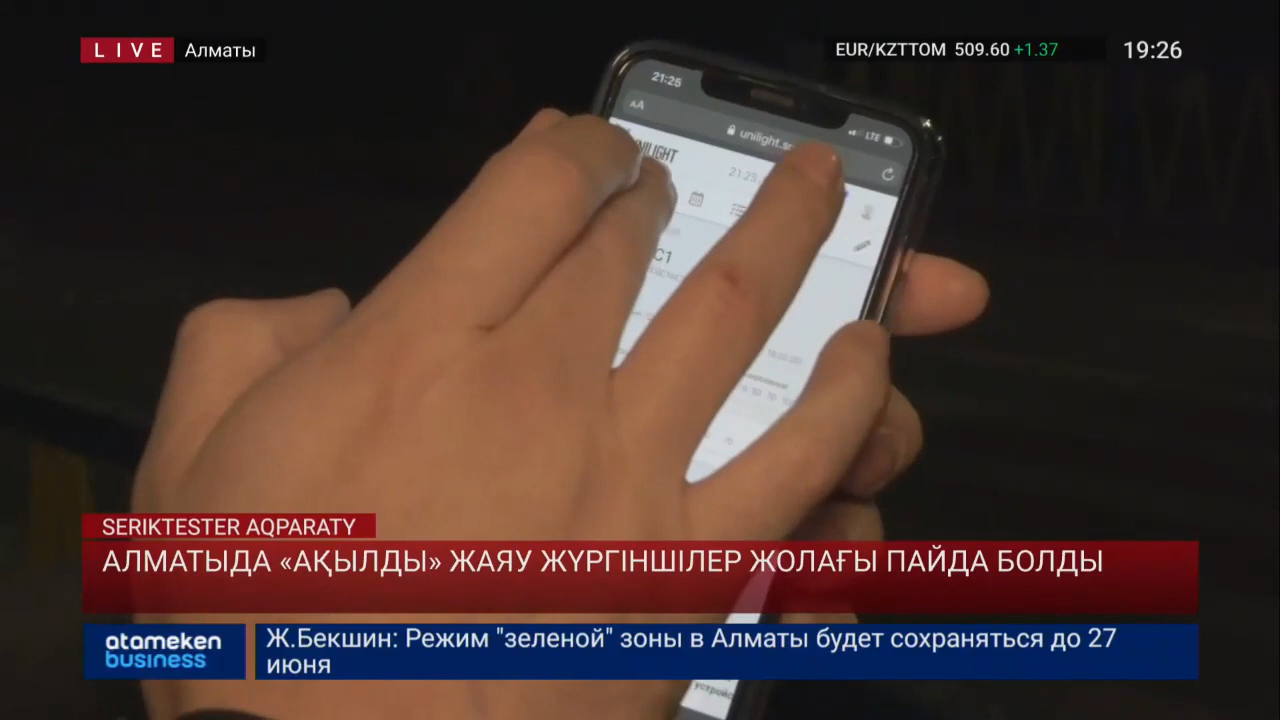 LIVE Алматы
EUR/KZTTOM 509.60 +1.37
19:26
21:25
AA
LTE
SERIKTESTER AQPARATY
АЛМАТЫДА «АҚЫЛДЫ» ЖАЯУ ЖҮРГІНШІЛЕР ЖОЛАҒЫ ПАЙДА БОЛДЫ
atameken
business
Ж.Бекшин: Режим "зеленой" зоны в Алматы будет сохраняться до 27
июня